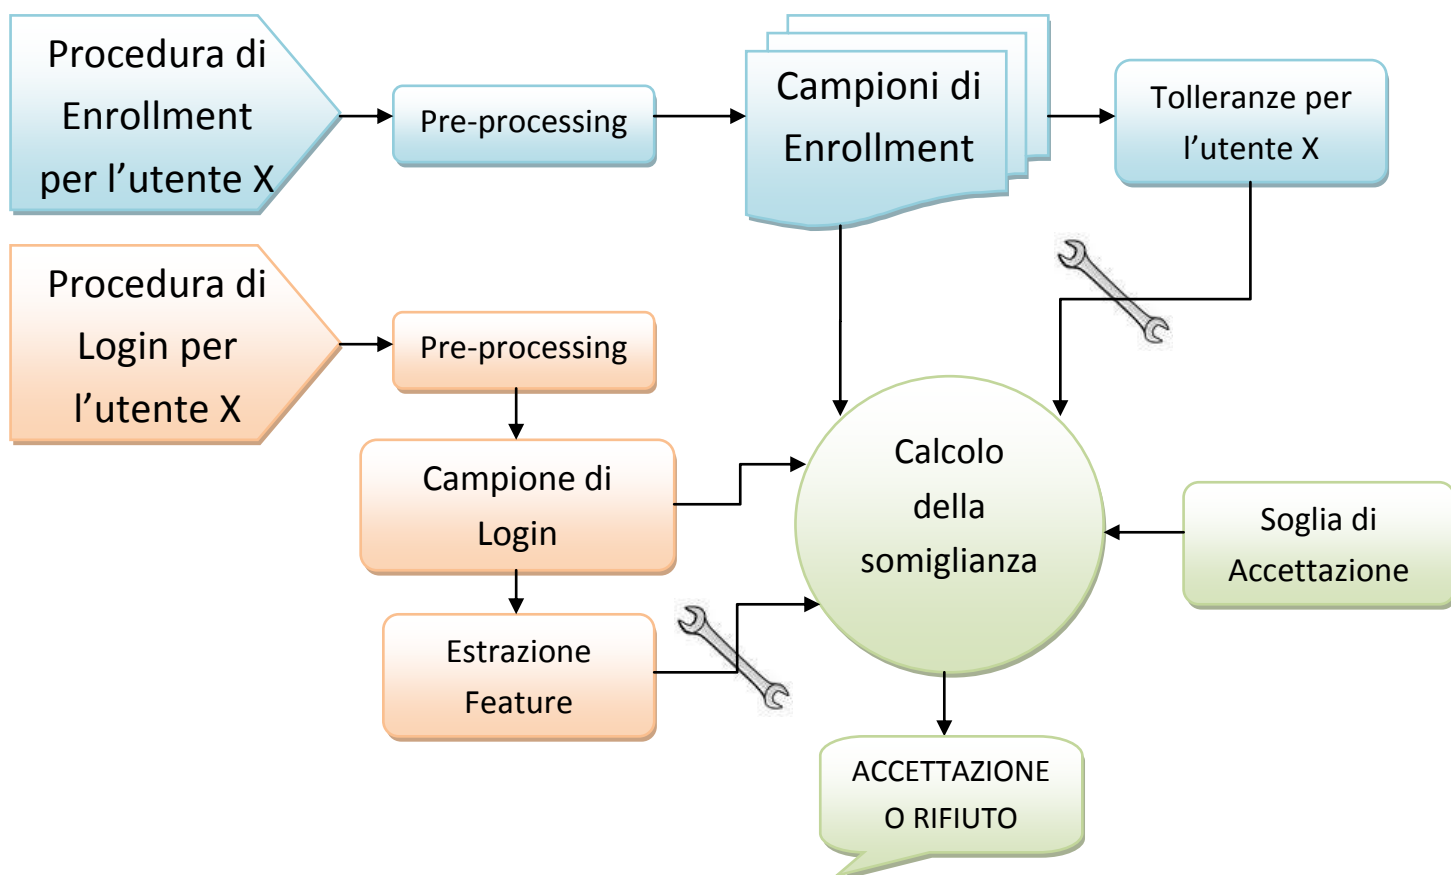 Procedura di
Enrollment
per l’utente X
Pre-processing
Campioni di
Enrollment
Tolleranze per
l’utente X
Procedura di
Login per
l’utente X
Pre-processing
Campione di
Login
Estrazione
Feature
Calcolo
della
somiglianza
Soglia di
Accettazione
ACCETTAZIONE
O RIFIUTO